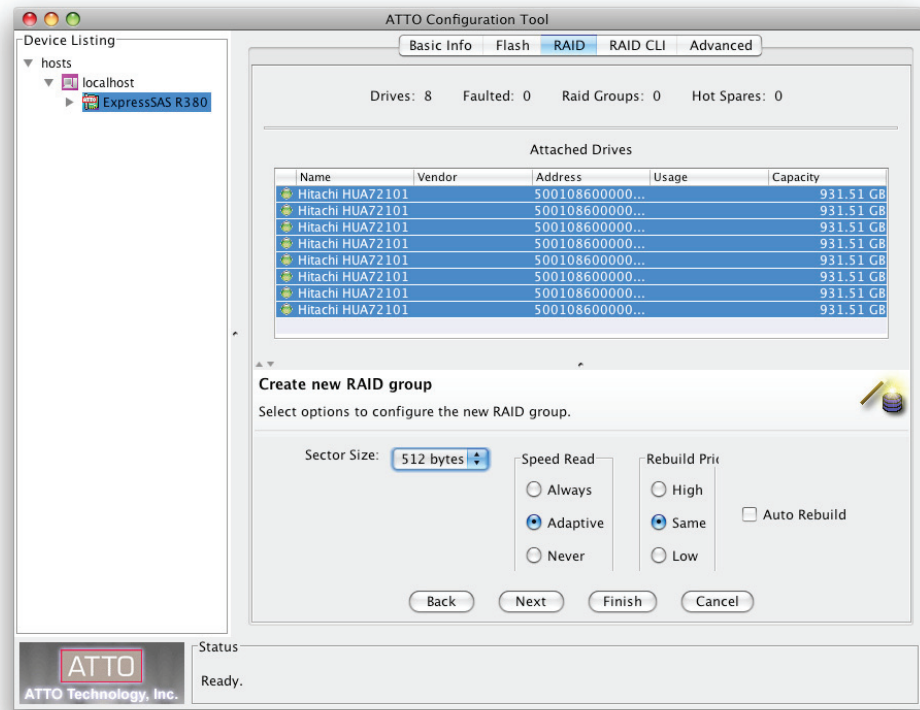 ATTO Configuration Tool
Device Listing
hosts
localhost
ExpressSAS R380
Basic Info Flash RAID RAID CLI Advanced
Drives: 8 Faulted: 0 Raid Groups: 0 Hot Spares: 0
Attached Drives
Name Vendor Address Usage Capacity
Hitachi HUA72101 500108600000... 931.51 GB
Hitachi HUA72101 500108600000... 931.51 GB
Hitachi HUA72101 500108600000... 931.51 GB
Hitachi HUA72101 500108600000... 931.51 GB
Hitachi HUA72101 500108600000... 931.51 GB
Hitachi HUA72101 500108600000... 931.51 GB
Hitachi HUA72101 500108600000... 931.51 GB
Hitachi HUA72101 500108600000... 931.51 GB
Create new RAID group
Select options to configure the new RAID group.
Sector Size: 512 bytes
Speed Read
Always
Adaptive
Never
Rebuild Pric
High
Same
Low
Auto Rebuild
Back Next Finish Cancel
ATTO
ATTO Technology, Inc.
Status
Ready.